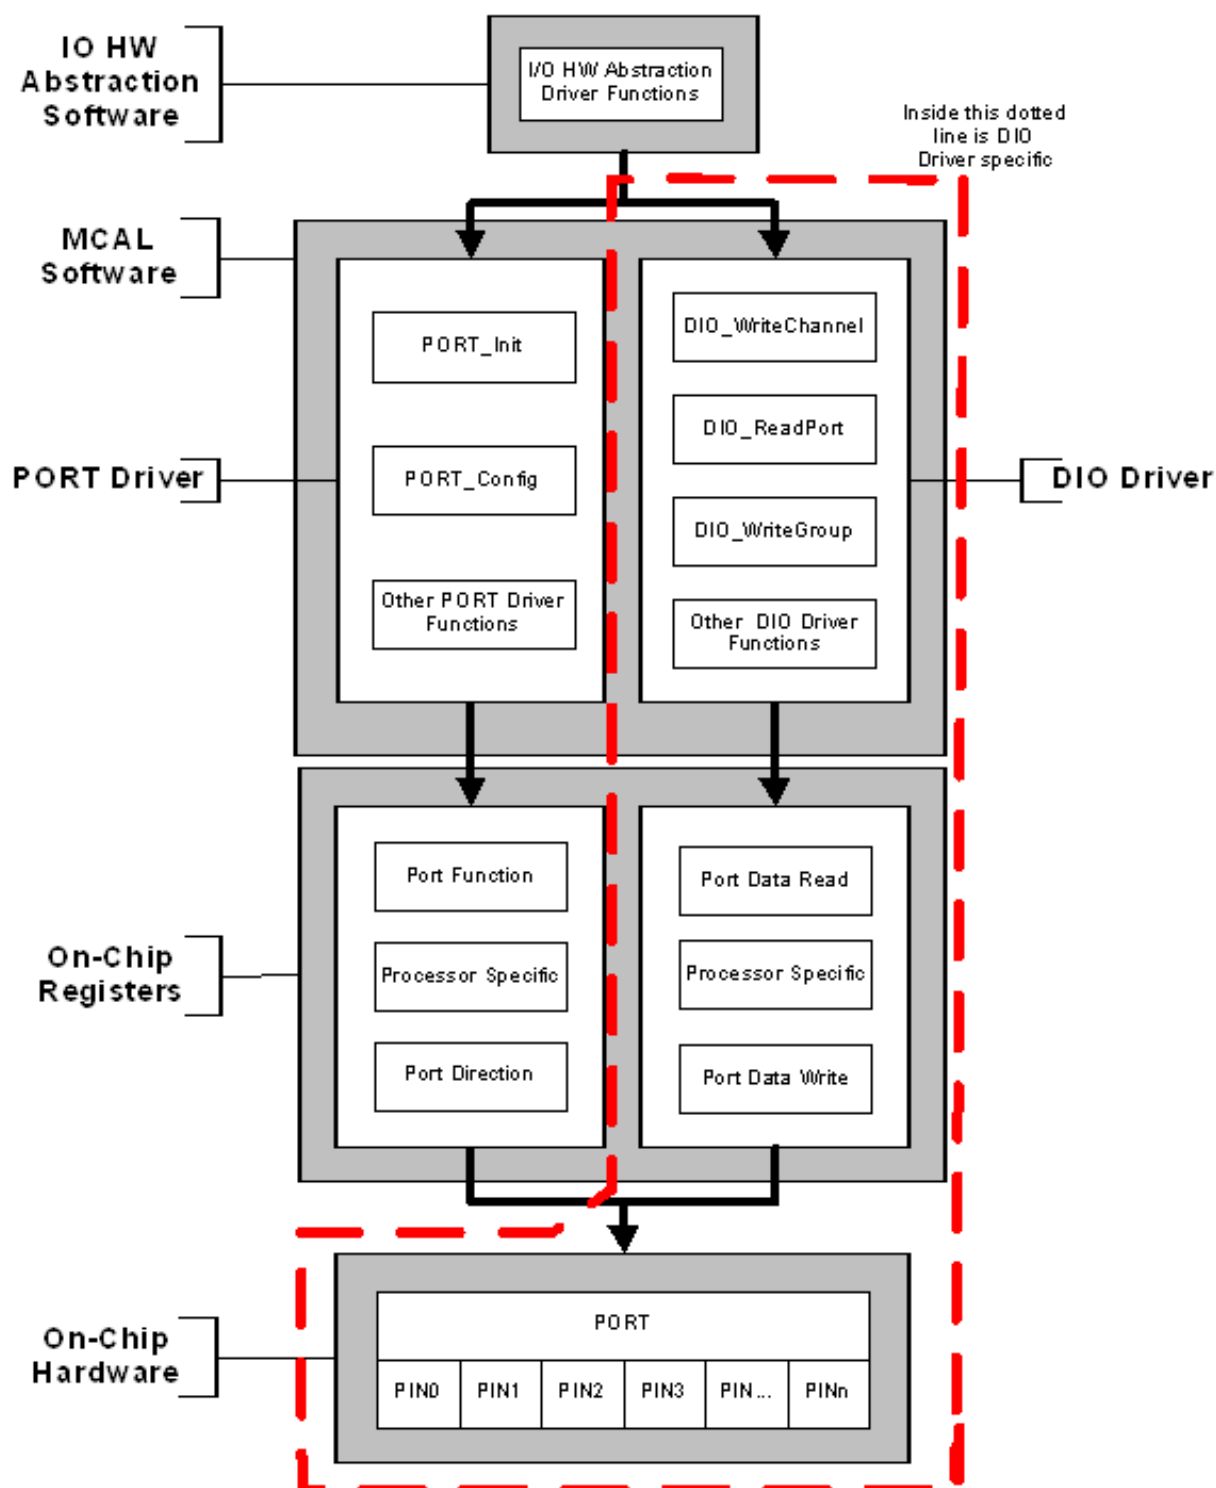 IO HW
Abstraction
Software
I/O HW Abstraction
Driver Functions
Inside this dotted
line is DIO
Driver specific
MCAL
Software
PORT_Init
PORT_Config
Other PORT Driver
Functions
DIO_WriteChannel
DIO_ReadPort
DIO_WriteGroup
Other DIO Driver
Functions
PORT Driver
DIO Driver
On-Chip
Registers
Port Function
Processor Specific
Port Direction
Port Data Read
Processor Specific
Port Data Write
On-Chip
Hardware
PORT
PIN0 PIN1 PIN2 PIN3 PIN... PINn